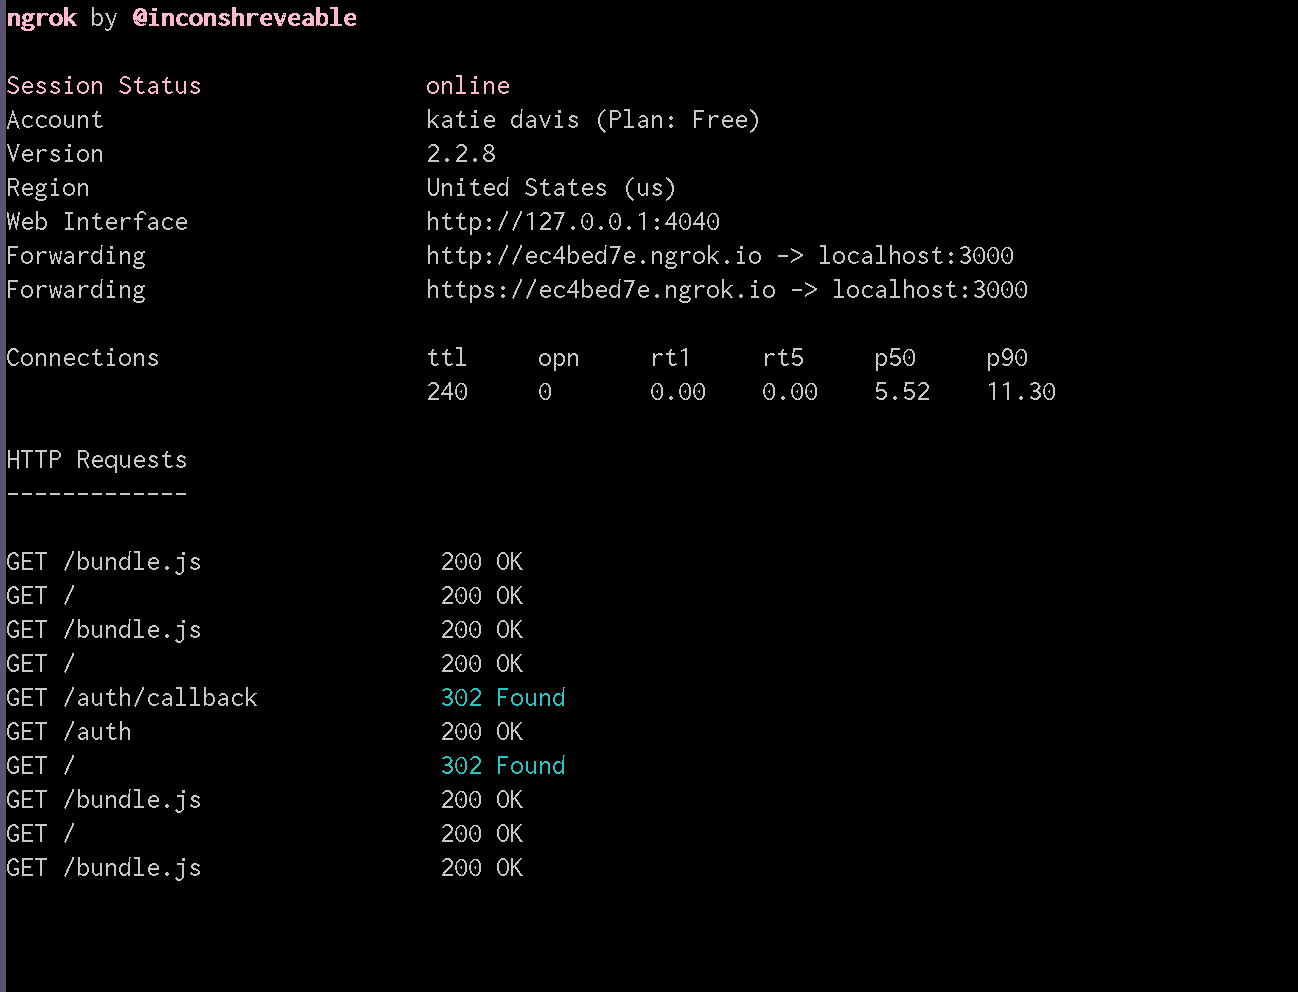 ngrok by @inconshreveable
Session Status online
Account katie davis (Plan: Free)
Version 2.2.8
Region United States (us)
Web Interface http://127.0.0.1:4040
Forwarding http://ec4bed7e.ngrok.io -> localhost:3000
Forwarding https://ec4bed7e.ngrok.io -> localhost:3000
Connections ttl opn rt1 rt5 p50 p90
240 0 0.00 0.00 5.52 11.30
HTTP Requests
-------------
GET /bundle.js 200 OK
GET / 200 OK
GET /bundle.js 200 OK
GET / 200 OK
GET /auth/callback 302 Found
GET /auth 200 OK
GET / 302 Found
GET /bundle.js 200 OK
GET / 200 OK
GET /bundle.js 200 OK